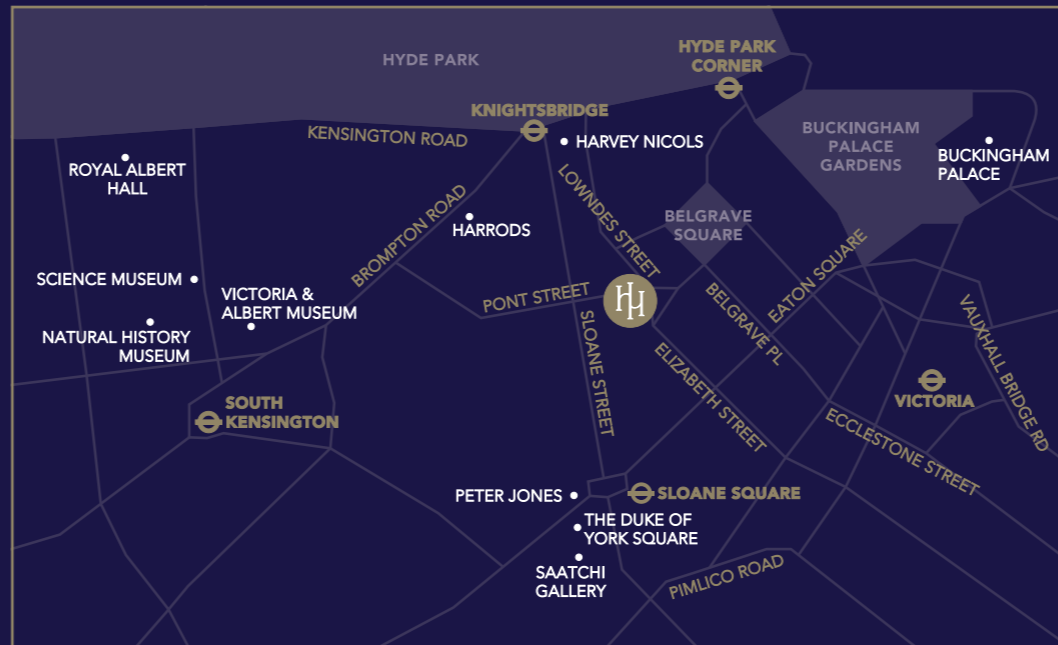 HYDE PARK
HYDE PARK
CORNER
KNIGHTSBRIDGE
KENSINGTON ROAD
HARVEY NICOLS
BUCKINGHAM
PALACE
GARDENS
BUCKINGHAM
PALACE
ROYAL ALBERT
HALL
LOWNDES STREET
BROMPTON ROAD
HARRODS
BELGRAVE
SQUARE
EATON SQUARE
SCIENCE MUSEUM
VICTORIA &
ALBERT MUSEUM
PONT STREET
HH
BELGRAVE PL
VAUXHALL BRIDGE RD
NATURAL HISTORY
MUSEUM
SLOANE STREET
ELIZABETH STREET
VICTORIA
SOUTH
KENSINGTON
ECCLESTONE STREET
PETER JONES
SLOANE SQUARE
THE DUKE OF
YORK SQUARE
SAATCHI
GALLERY
PIMLICO ROAD